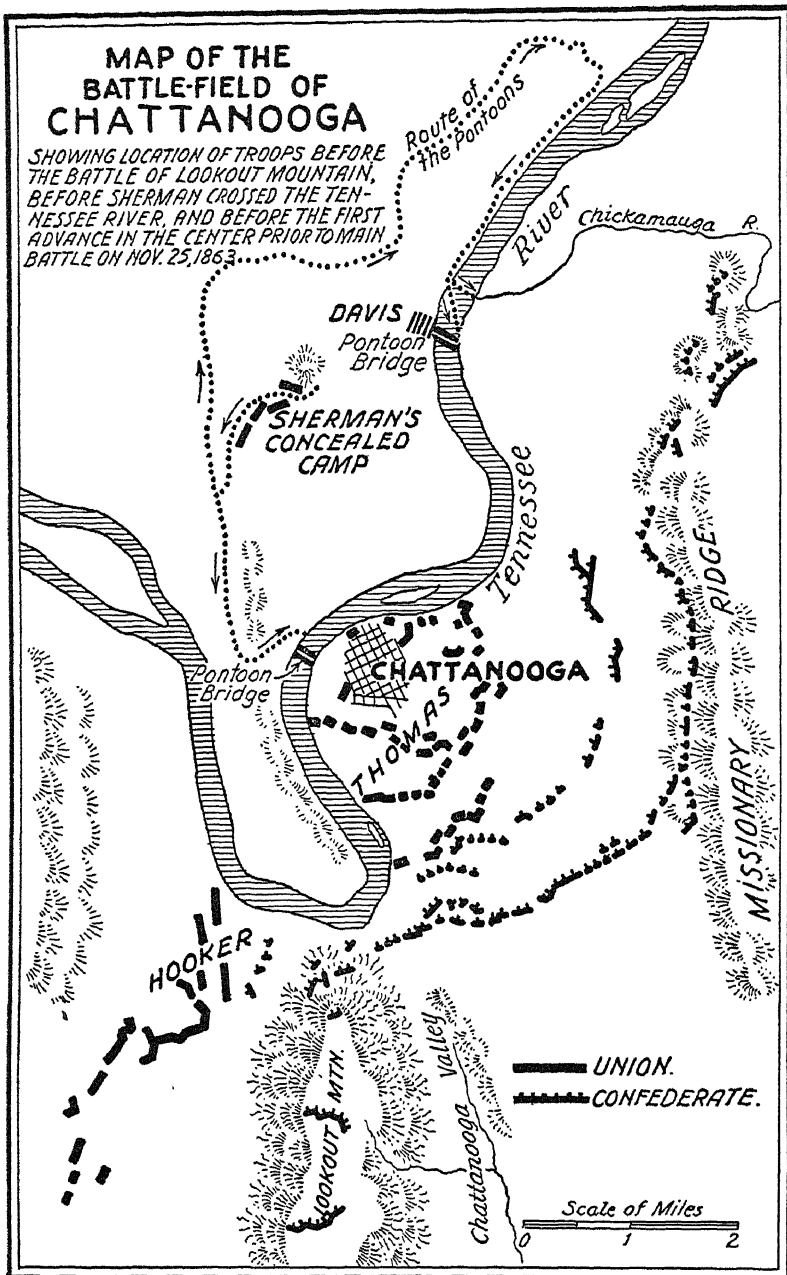 MAP OF THE
BATTLE-FIELD OF
CHATTANOOGA
SHOWING LOCATION OF TROOPS BEFORE
THE BATTLE OF LOOKOUT MOUNTAIN,
BEFORE SHERMAN CROSSED THE TEN-
NESSEE RIVER, AND BEFORE THE FIRST
ADVANCE IN THE CENTER PRIOR TO MAIN
BATTLE ON NOV. 25, 1863
Route of
the Pontoons
River
Chickamauga R.
DAVIS
Pontoon
Bridge
SHERMAN'S
CONCEALED
CAMP
Tennessee
RIDGE
MISSIONARY
Pontoon
Bridge
CHATTANOOGA
THOMAS
HOOKER
LOOKOUT MTN.
Chattanooga Valley
UNION.
CONFEDERATE.
Scale of Miles
0 1 2